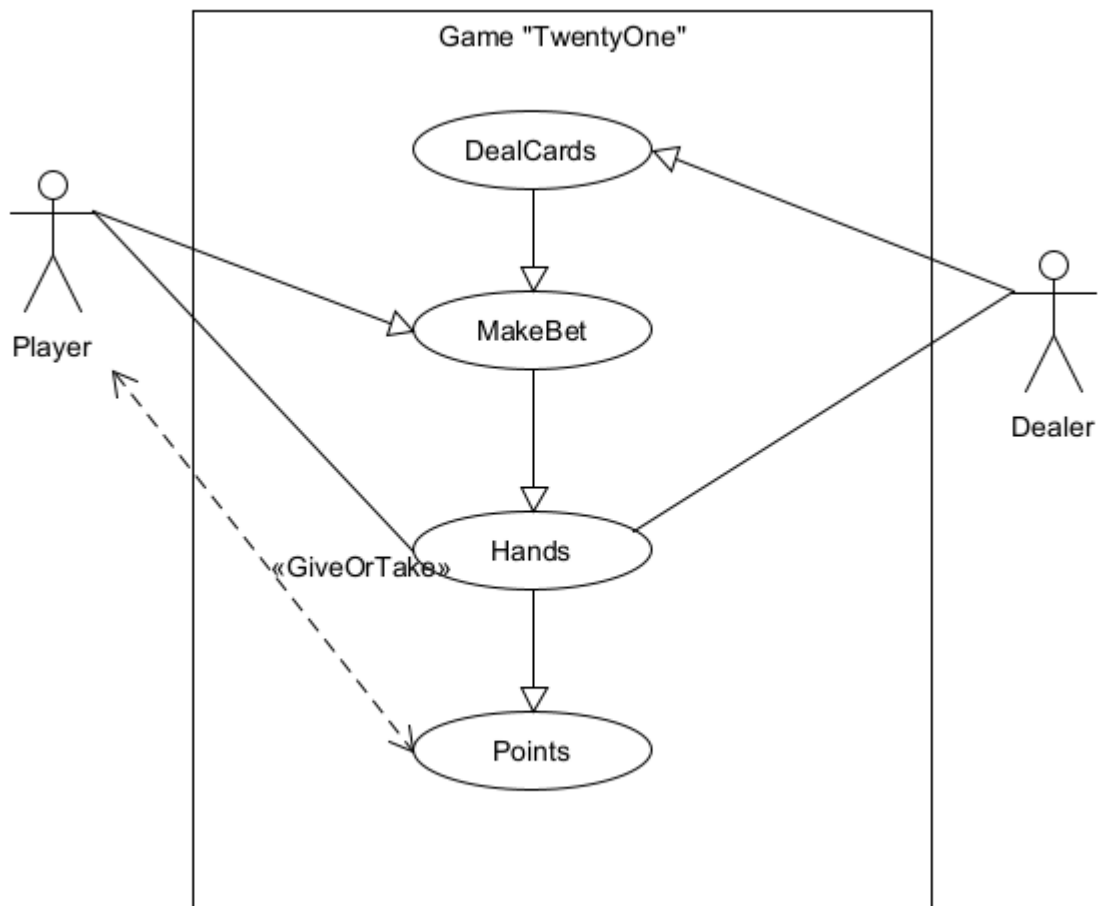 Game "TwentyOne"
DealCards
MakeBet
Player
Dealer
Hands
«GiveOrTake»
Points